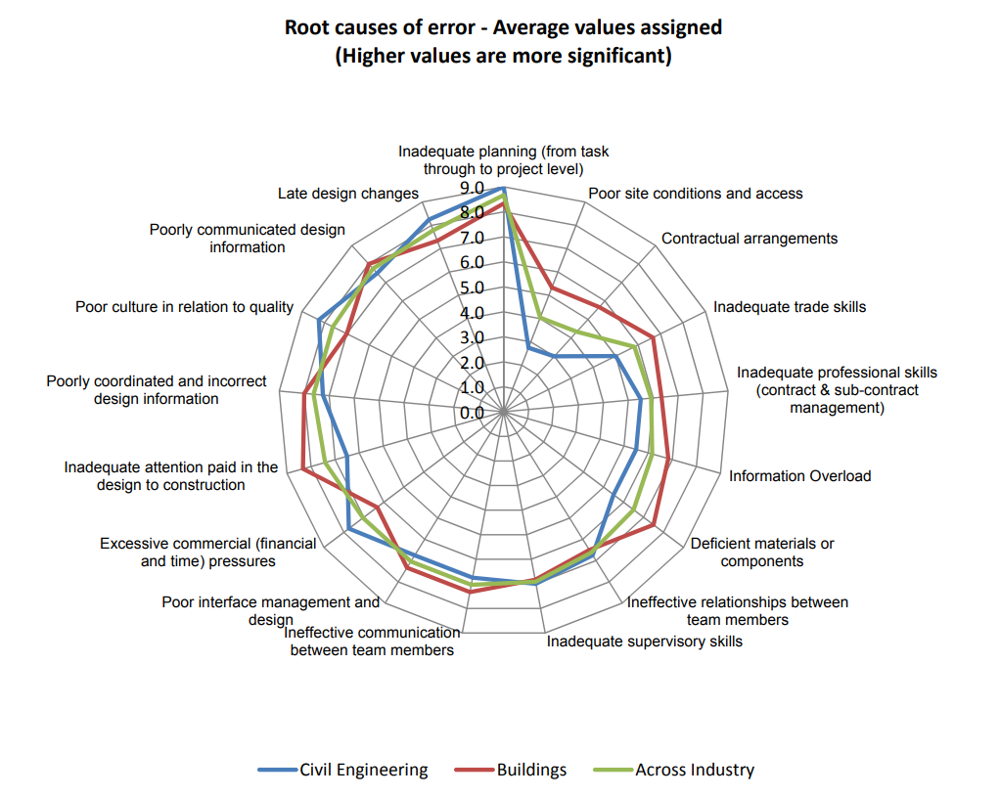 Root causes of error - Average values assigned
(Higher values are more significant)
Inadequate planning (from task
through to project level)
Late design changes
Poor site conditions and access
Poorly communicated design
information
Contractual arrangements
Poor culture in relation to quality
Inadequate trade skills
Poorly coordinated and incorrect
design information
Inadequate professional skills
(contract & sub-contract
management)
Inadequate attention paid in the
design to construction
Information Overload
Excessive commercial (financial
and time) pressures
Deficient materials or
components
Poor interface management and
design
Ineffective relationships between
team members
Ineffective communication
between team members
Inadequate supervisory skills
9.0
8.0
7.0
6.0
5.0
4.0
3.0
2.0
1.0
0.0
Civil Engineering
Buildings
Across Industry